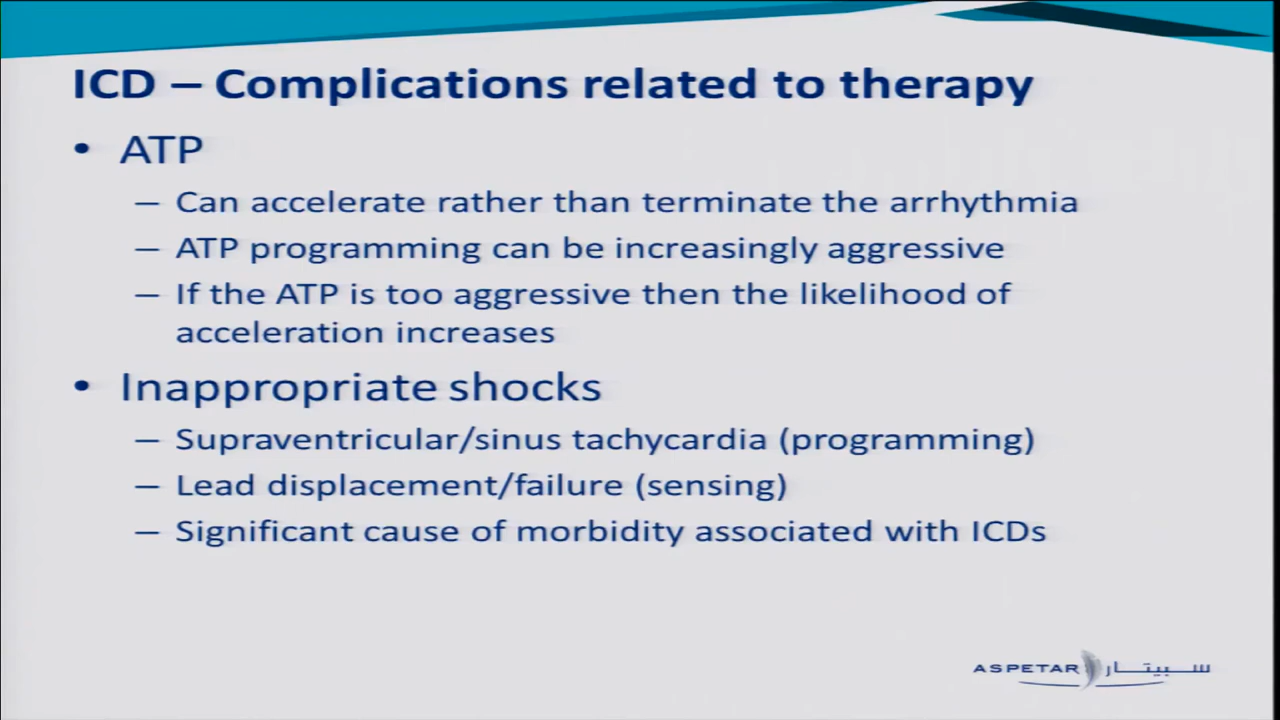 ICD – Complications related to therapy
• ATP
– Can accelerate rather than terminate the arrhythmia
– ATP programming can be increasingly aggressive
– If the ATP is too aggressive then the likelihood of
acceleration increases
• Inappropriate shocks
– Supraventricular/sinus tachycardia (programming)
– Lead displacement/failure (sensing)
– Significant cause of morbidity associated with ICDs
ASPETAR سبيتار